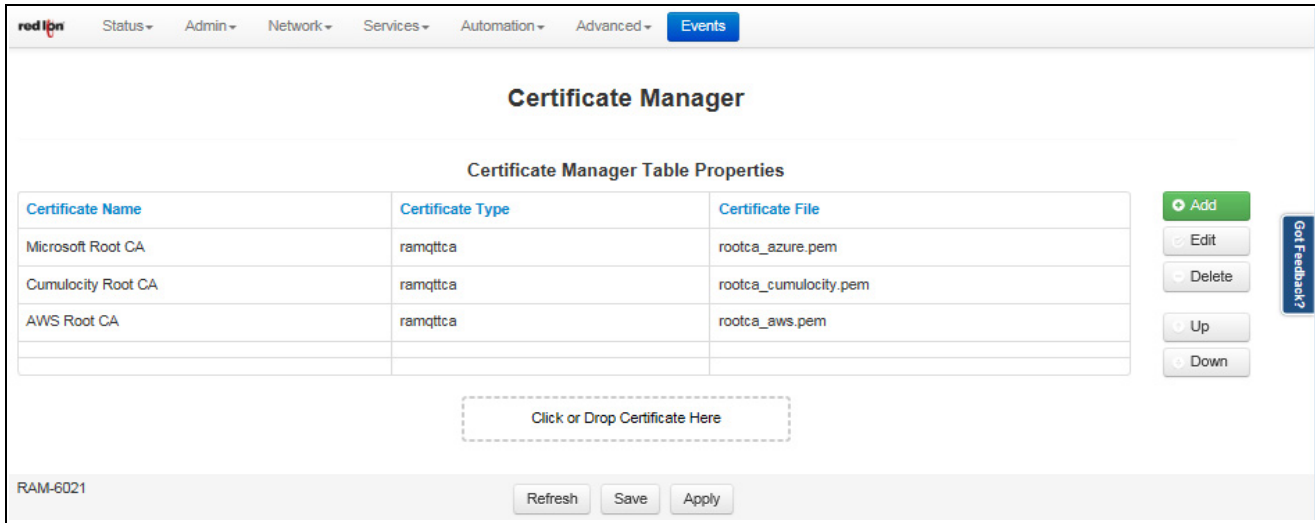 red lion Status Admin Network Services Automation Advanced Events
Certificate Manager
Certificate Manager Table Properties
Certificate Name Certificate Type Certificate File
Microsoft Root CA ramqttca rootca_azure.pem
Cumulocity Root CA ramqttca rootca_cumulocity.pem
AWS Root CA ramqttca rootca_aws.pem
Add
Edit
Delete
Up
Down
Got Feedback?
Click or Drop Certificate Here
RAM-6021
Refresh Save Apply